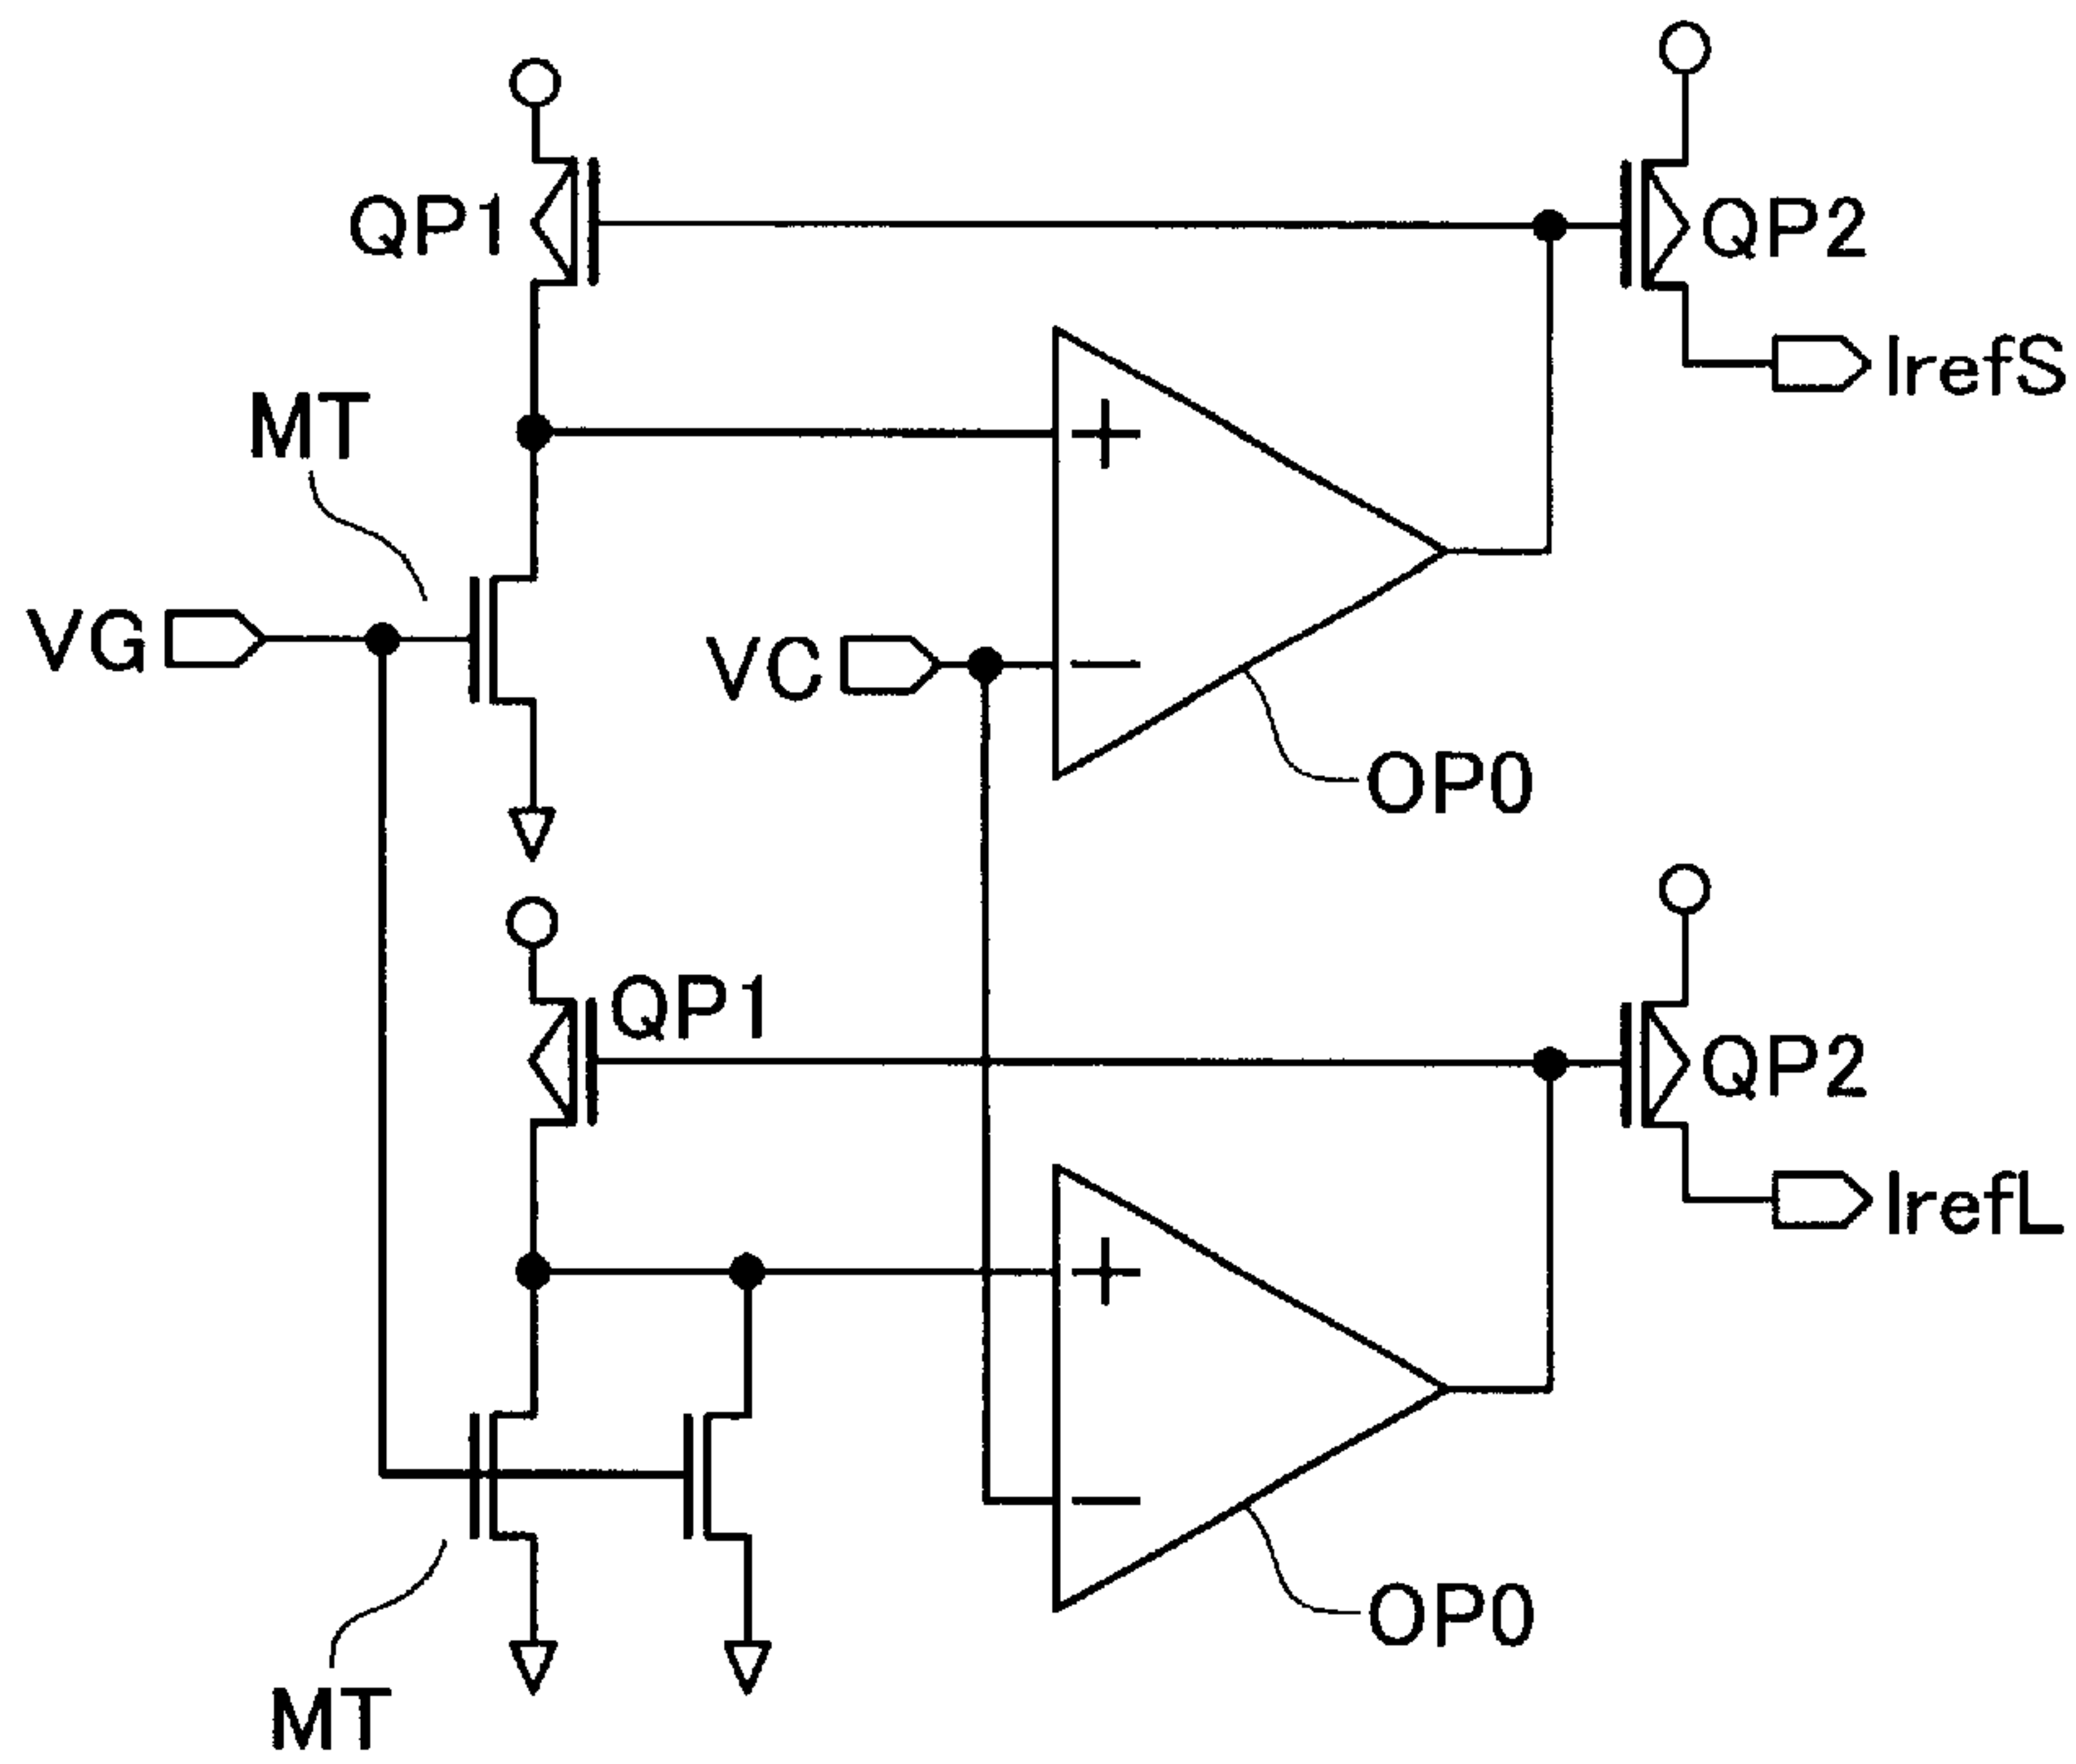 QP1
QP2
IrefS
MT
+
VG
VC
−
OP0
QP1
QP2
IrefL
+
−
OP0
MT